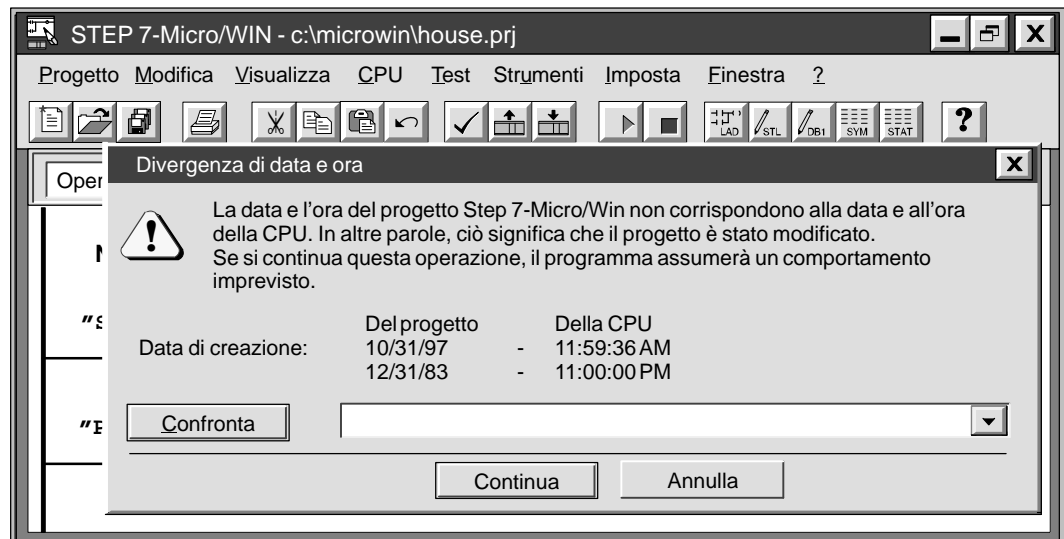 STEP 7-Micro/WIN - c:\microwin\house.prj
Progetto Modifica Visualizza CPU Test Strumenti Imposta Finestra ?
LAD STL DB1 SYM STAT ?
Divergenza di data e ora
La data e l'ora del progetto Step 7-Micro/Win non corrispondono alla data e all'ora
della CPU. In altre parole, ciò significa che il progetto è stato modificato.
Se si continua questa operazione, il programma assumerà un comportamento
imprevisto.
Del progetto Della CPU
Data di creazione: 10/31/97 - 11:59:36 AM
12/31/83 - 11:00:00 PM
Confronta
Continua Annulla